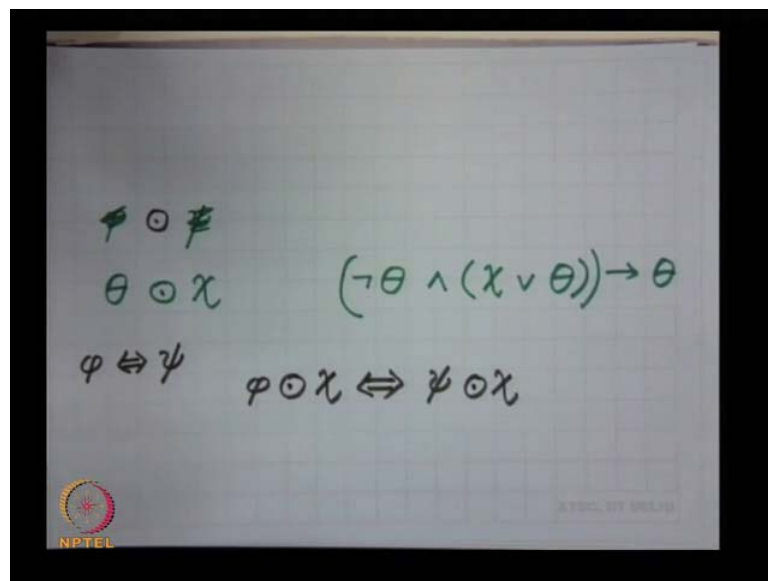 φ ⊙ ψ
θ ⊙ χ (¬θ ∧ (χ ∨ θ)) → θ
φ ⇔ ψ
φ ⊙ χ ⇔ ψ ⊙ χ
NPTEL